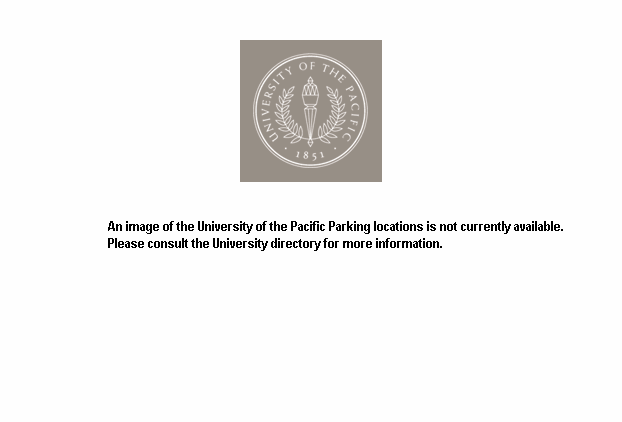 UNIVERSITY OF THE PACIFIC
· 1851 ·
An image of the University of the Pacific Parking locations is not currently available.
Please consult the University directory for more information.